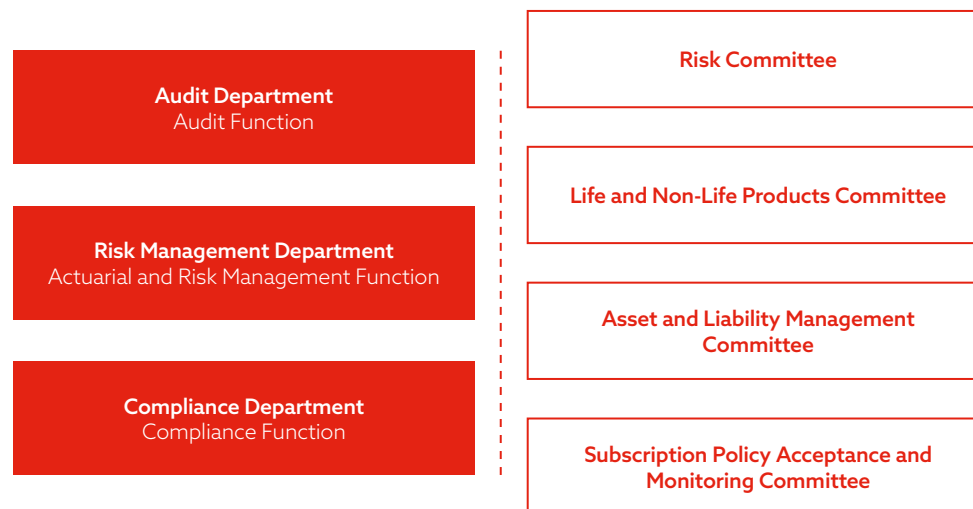 Audit Department
Audit Function
Risk Management Department
Actuarial and Risk Management Function
Compliance Department
Compliance Function
Risk Committee
Life and Non-Life Products Committee
Asset and Liability Management
Committee
Subscription Policy Acceptance and
Monitoring Committee